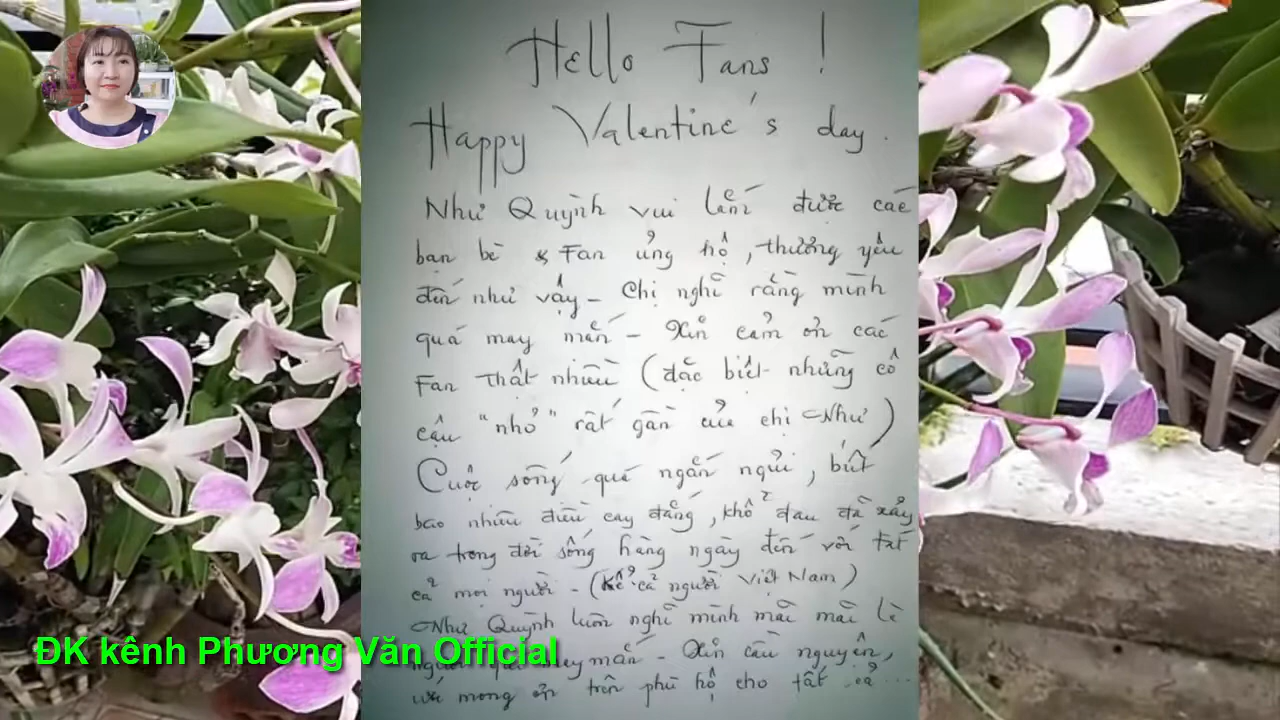 Hello Fans !
Happy Valentine's day .
Như Quỳnh vui lắm được các
bạn bè & Fan ủng hộ , thương yêu
đến như vậy - Chị nghĩ rằng mình
quá may mắn - Xin cảm ơn các
Fan thật nhiều ( đặc biệt những cô
cậu "nhỏ" rất gần của chị Như )
Cuộc sống quá ngắn ngủi , biết
bao nhiêu điều cay đắng , khổ đau đã xảy
ra trong đời sống hàng ngày đến với tất
cả mọi người - ( kể cả người Việt Nam )
Như Quỳnh luôn nghĩ mình mãi mãi là
người may mắn - Xin cầu nguyện,
ước mong ơn trên phù hộ cho tất cả ...
ĐK kênh Phương Văn Official